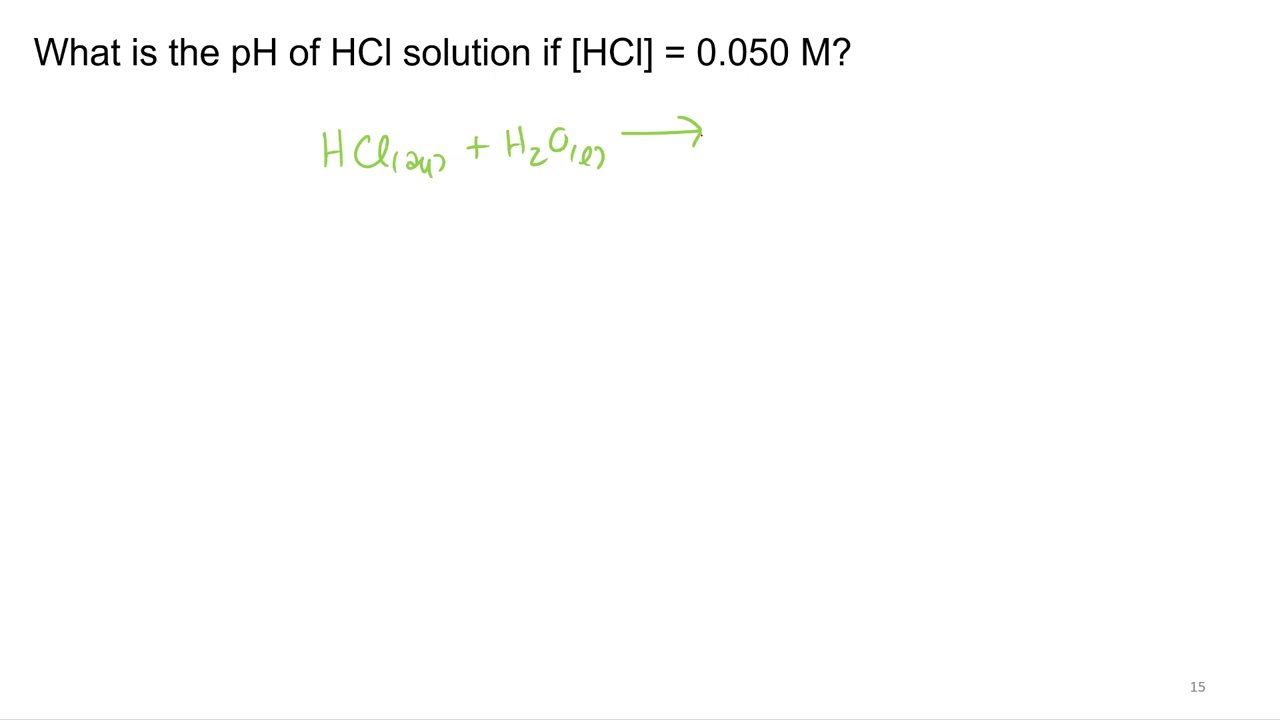 What is the pH of HCl solution if [HCl] = 0.050 M?
HCl(aq) + H₂O(l) ⟶
15